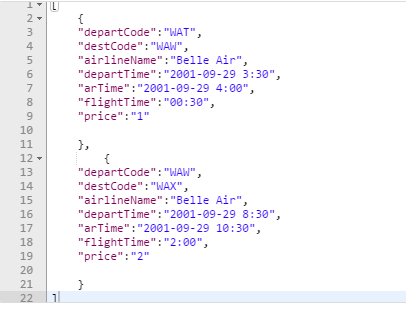 1 [
2 {
3 "departCode":"WAT",
4 "destCode":"WAW",
5 "airlineName":"Belle Air",
6 "departTime":"2001-09-29 3:30",
7 "arTime":"2001-09-29 4:00",
8 "flightTime":"00:30",
9 "price":"1"
10
11 },
12 {
13 "departCode":"WAW",
14 "destCode":"WAX",
15 "airlineName":"Belle Air",
16 "departTime":"2001-09-29 8:30",
17 "arTime":"2001-09-29 10:30",
18 "flightTime":"2:00",
19 "price":"2"
20
21 }
22 ]